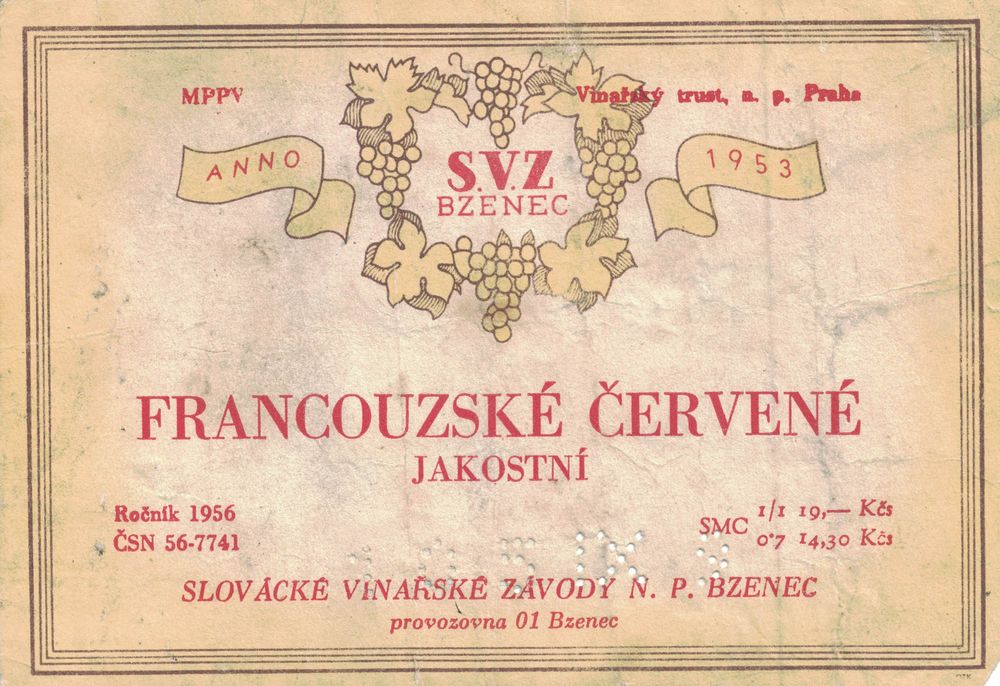 MPPV
Vinařský trust, n. p. Praha
ANNO
1953
S.V.Z
BZENEC
FRANCOUZSKÉ ČERVENÉ
JAKOSTNÍ
Ročník 1956
ČSN 56-7741
SMC
1/1 19,— Kčs
0·7 14,30 Kčs
SLOVÁCKÉ VINAŘSKÉ ZÁVODY N. P. BZENEC
provozovna 01 Bzenec